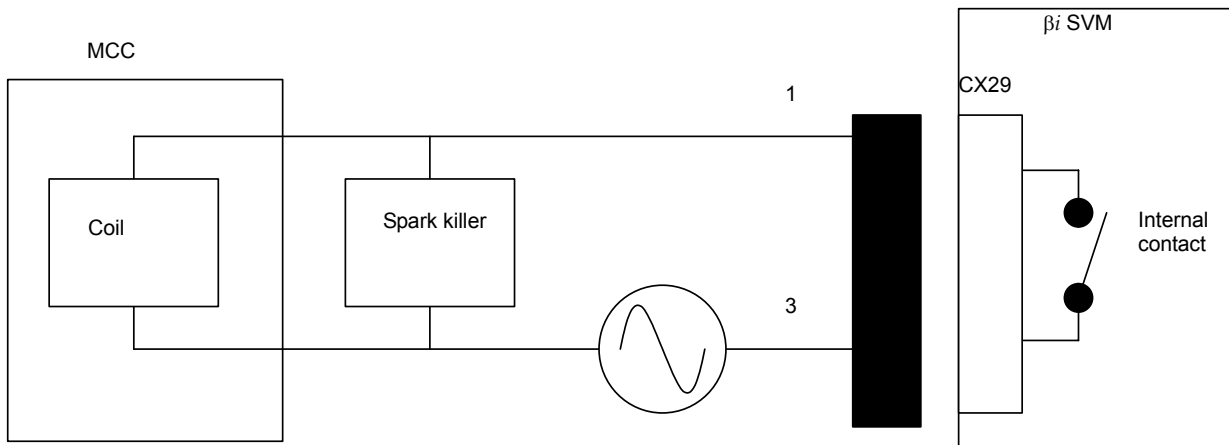 βi SVM
MCC
CX29
1
Coil
Spark killer
Internal
contact
3